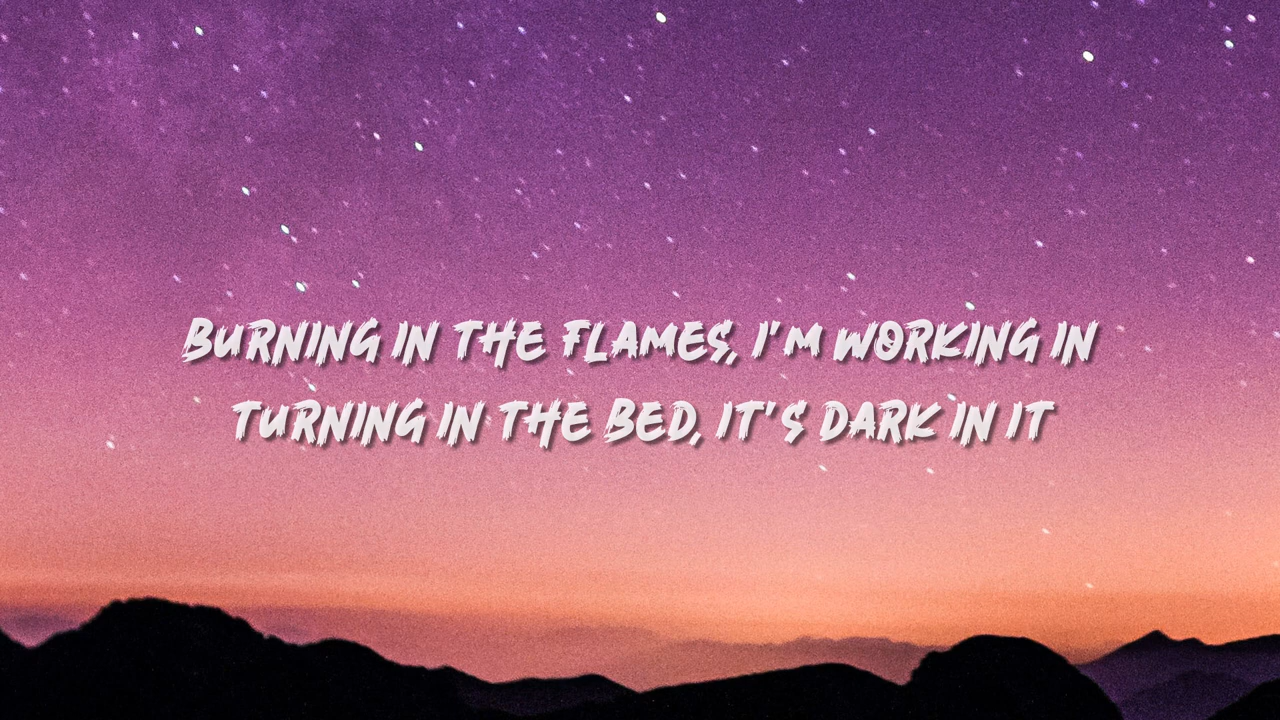 Burning in the flames, I'm working in
Turning in the bed, it's dark in it